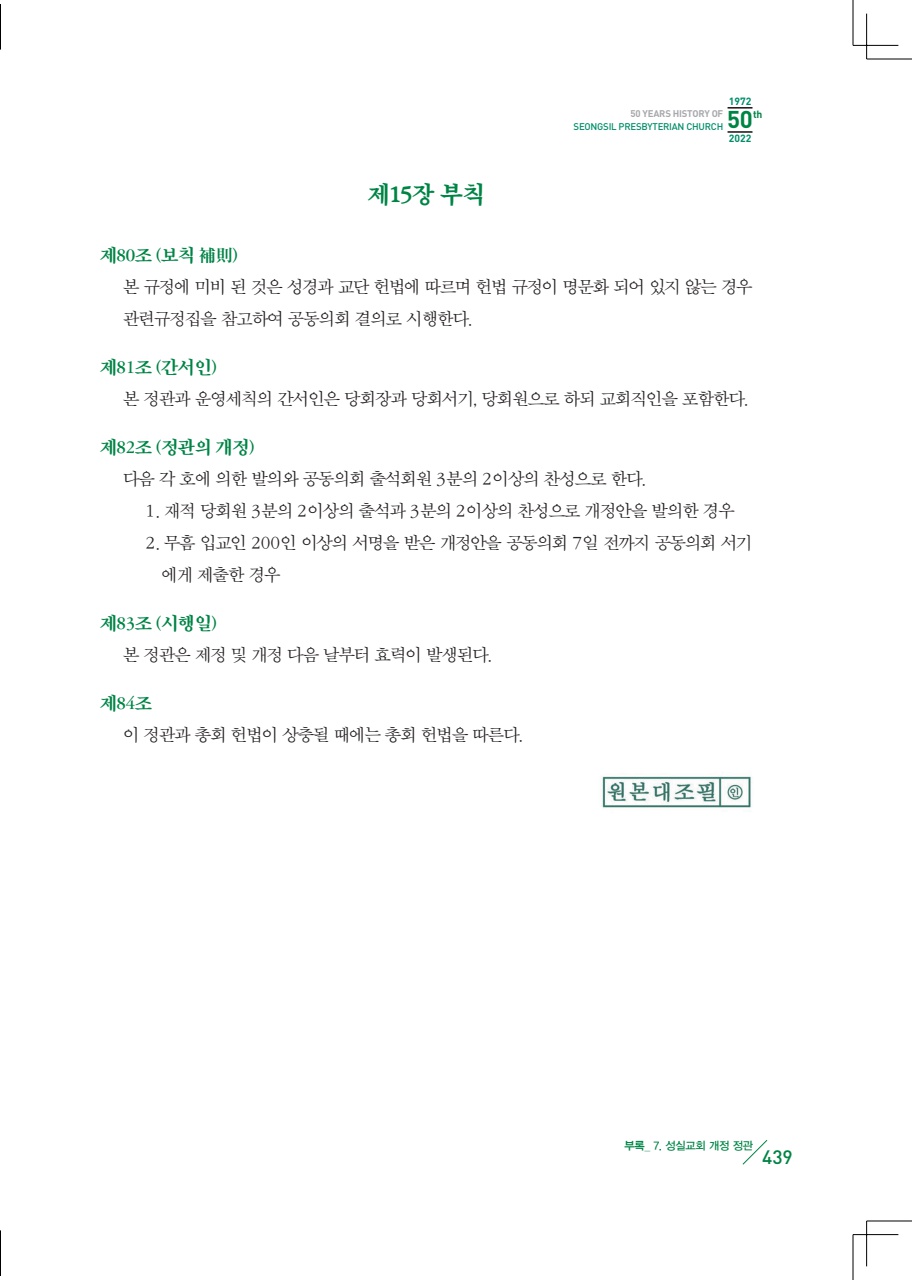 1972
50 YEARS HISTORY OF
SEONGSIL PRESBYTERIAN CHURCH
50th
2022
제15장 부칙
제80조 (보칙 補則)
본 규정에 미비 된 것은 성경과 교단 헌법에 따르며 헌법 규정이 명문화 되어 있지 않는 경우
관련규정집을 참고하여 공동의회 결의로 시행한다.
제81조 (간서인)
본 정관과 운영세칙의 간서인은 당회장과 당회서기, 당회원으로 하되 교회직인을 포함한다.
제82조 (정관의 개정)
다음 각 호에 의한 발의와 공동의회 출석회원 3분의 2이상의 찬성으로 한다.
1. 재적 당회원 3분의 2이상의 출석과 3분의 2이상의 찬성으로 개정안을 발의한 경우
2. 무흠 입교인 200인 이상의 서명을 받은 개정안을 공동의회 7일 전까지 공동의회 서기
에게 제출한 경우
제83조 (시행일)
본 정관은 제정 및 개정 다음 날부터 효력이 발생된다.
제84조
이 정관과 총회 헌법이 상충될 때에는 총회 헌법을 따른다.
원본대조필 ㉑인
부록_ 7. 성실교회 개정 정관
439